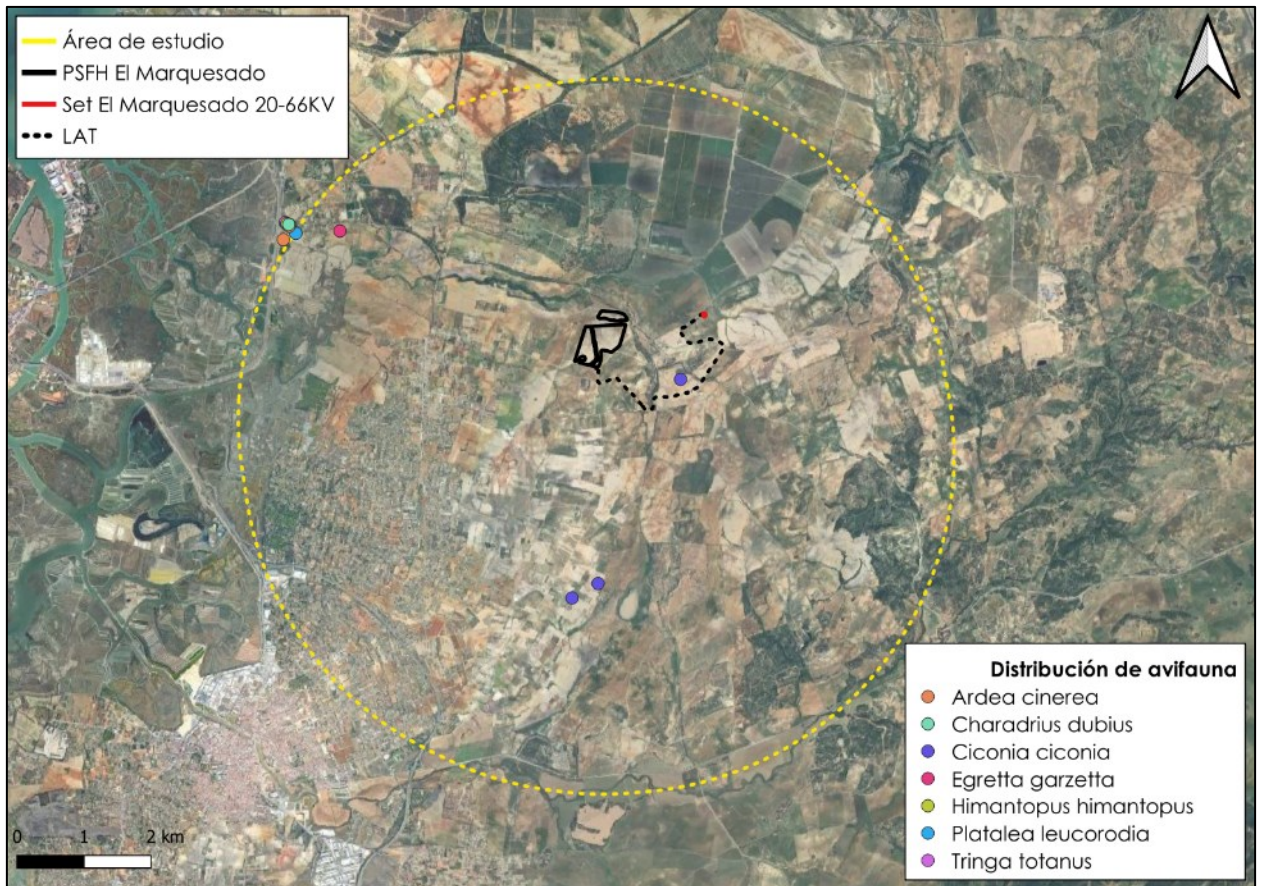 Área de estudio
PSFH El Marquesado
Set El Marquesado 20-66KV
LAT
0 1 2 km
Distribución de avifauna
Ardea cinerea
Charadrius dubius
Ciconia ciconia
Egretta garzetta
Himantopus himantopus
Platalea leucorodia
Tringa totanus